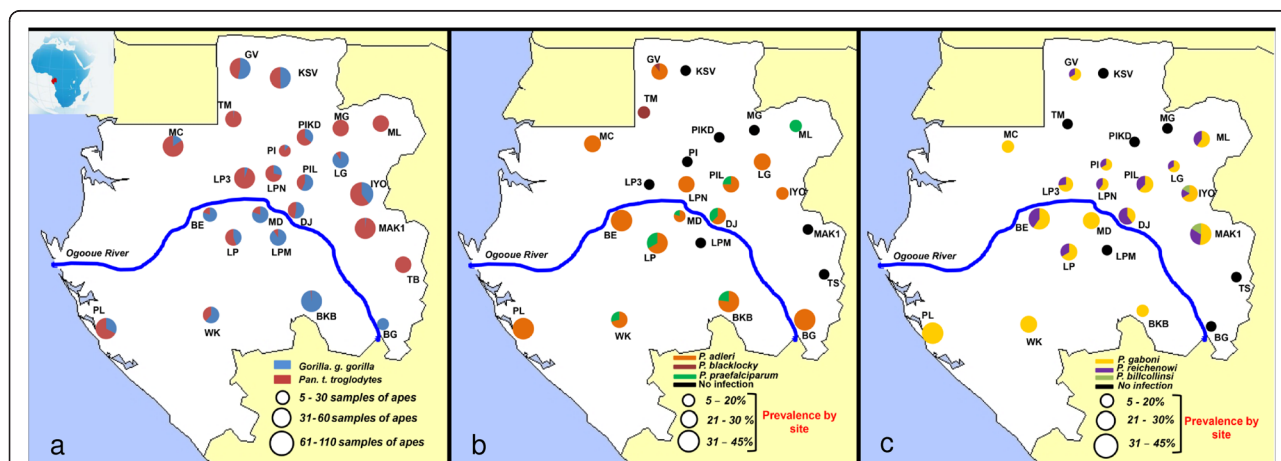 GV
KSV
TM
MG
ML
MC
PIKD
PI
LG
LP3
LPN
PIL
IYO
BE
MD
DJ
MAK1
LP
LPM
Ogooue River
TB
PL
WK
BKB
BG
Gorilla. g. gorilla
Pan. t. troglodytes
5 - 30 samples of apes
31- 60 samples of apes
61- 110 samples of apes
a
GV
KSV
TM
MG
ML
MC
PIKD
PI
LG
LP3
LPN
PIL
IYO
BE
MD
DJ
MAK1
LP
LPM
Ogooue River
TS
PL
WK
BKB
BG
P. adleri
P. blacklocky
P. praefalciparum
No infection
5 – 20%
21 - 30 %
31 – 45%
Prevalence by
site
b
GV
KSV
TM
MG
ML
MC
PIKD
PI
LG
LP3
LPN
PIL
IYO
BE
MD
DJ
MAK1
LP
LPM
Ogooue River
TS
PL
WK
BKB
BG
P. gaboni
P. reichenowi
P. billcollinsi
No infection
5 - 20%
21 - 30%
31 – 45%
Prevalence by
site
c